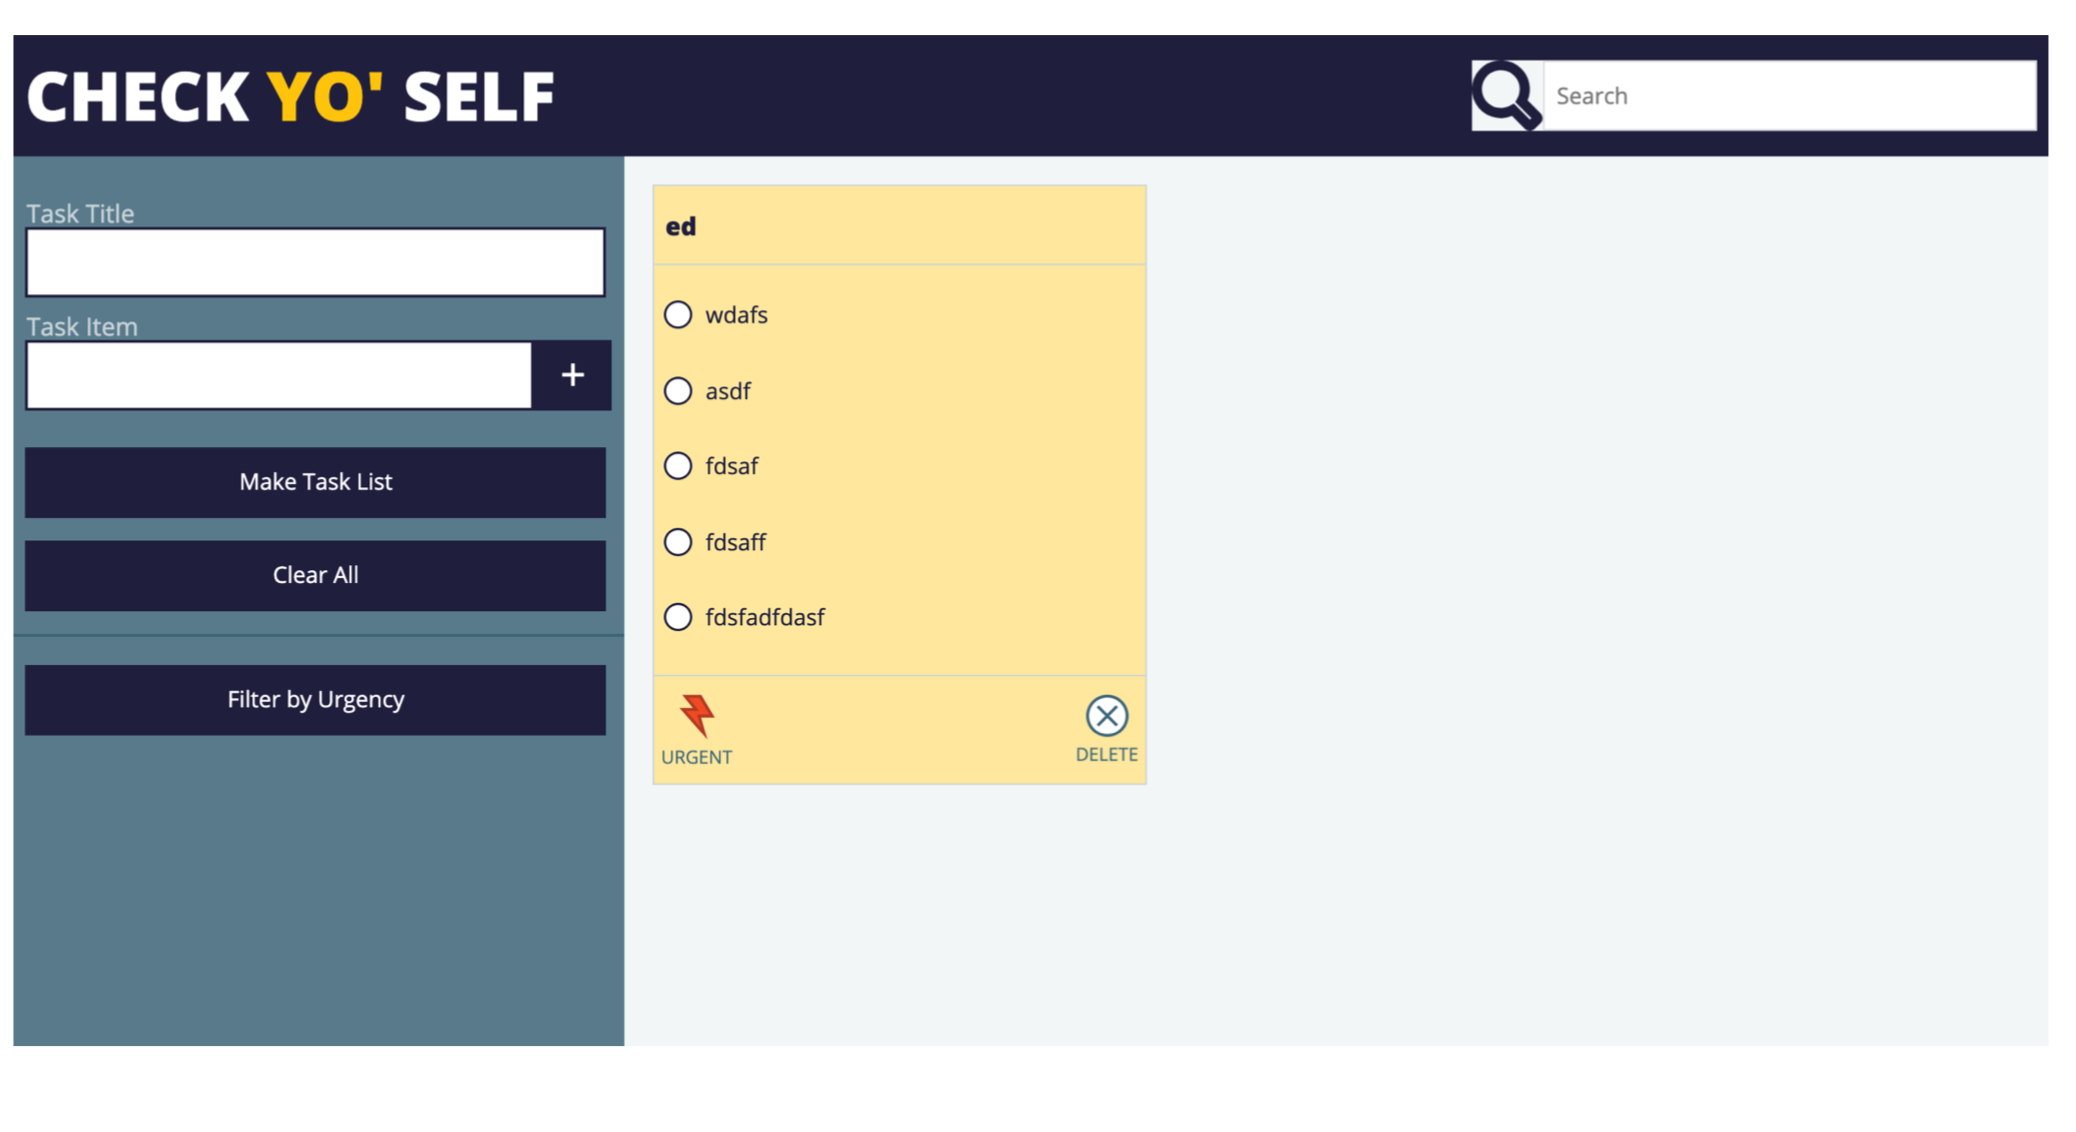 CHECK YO' SELF
Search
Task Title
Task Item
+
Make Task List
Clear All
Filter by Urgency
ed
wdafs
asdf
fdsaf
fdsaff
fdsfadfdasf
URGENT
DELETE